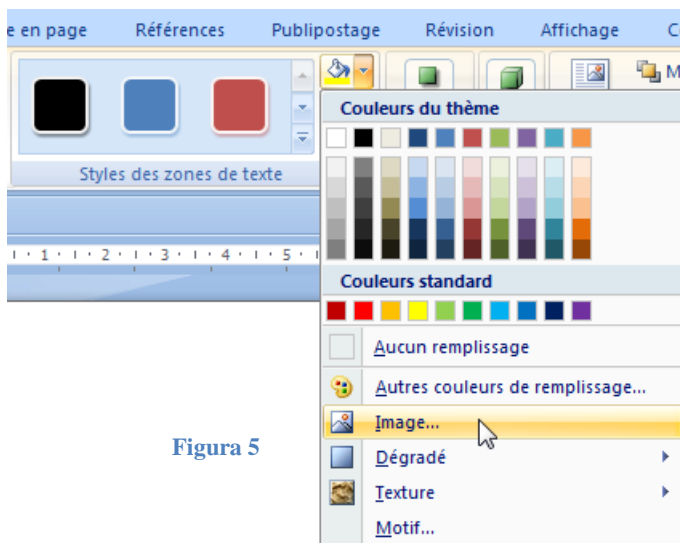 e en page Références Publipostage Révision Affichage C
M
Couleurs du thème
Styles des zones de texte
1 2 3 4 5
Couleurs standard
Aucun remplissage
Autres couleurs de remplissage...
Image...
Figura 5
Dégradé
Texture
Motif...